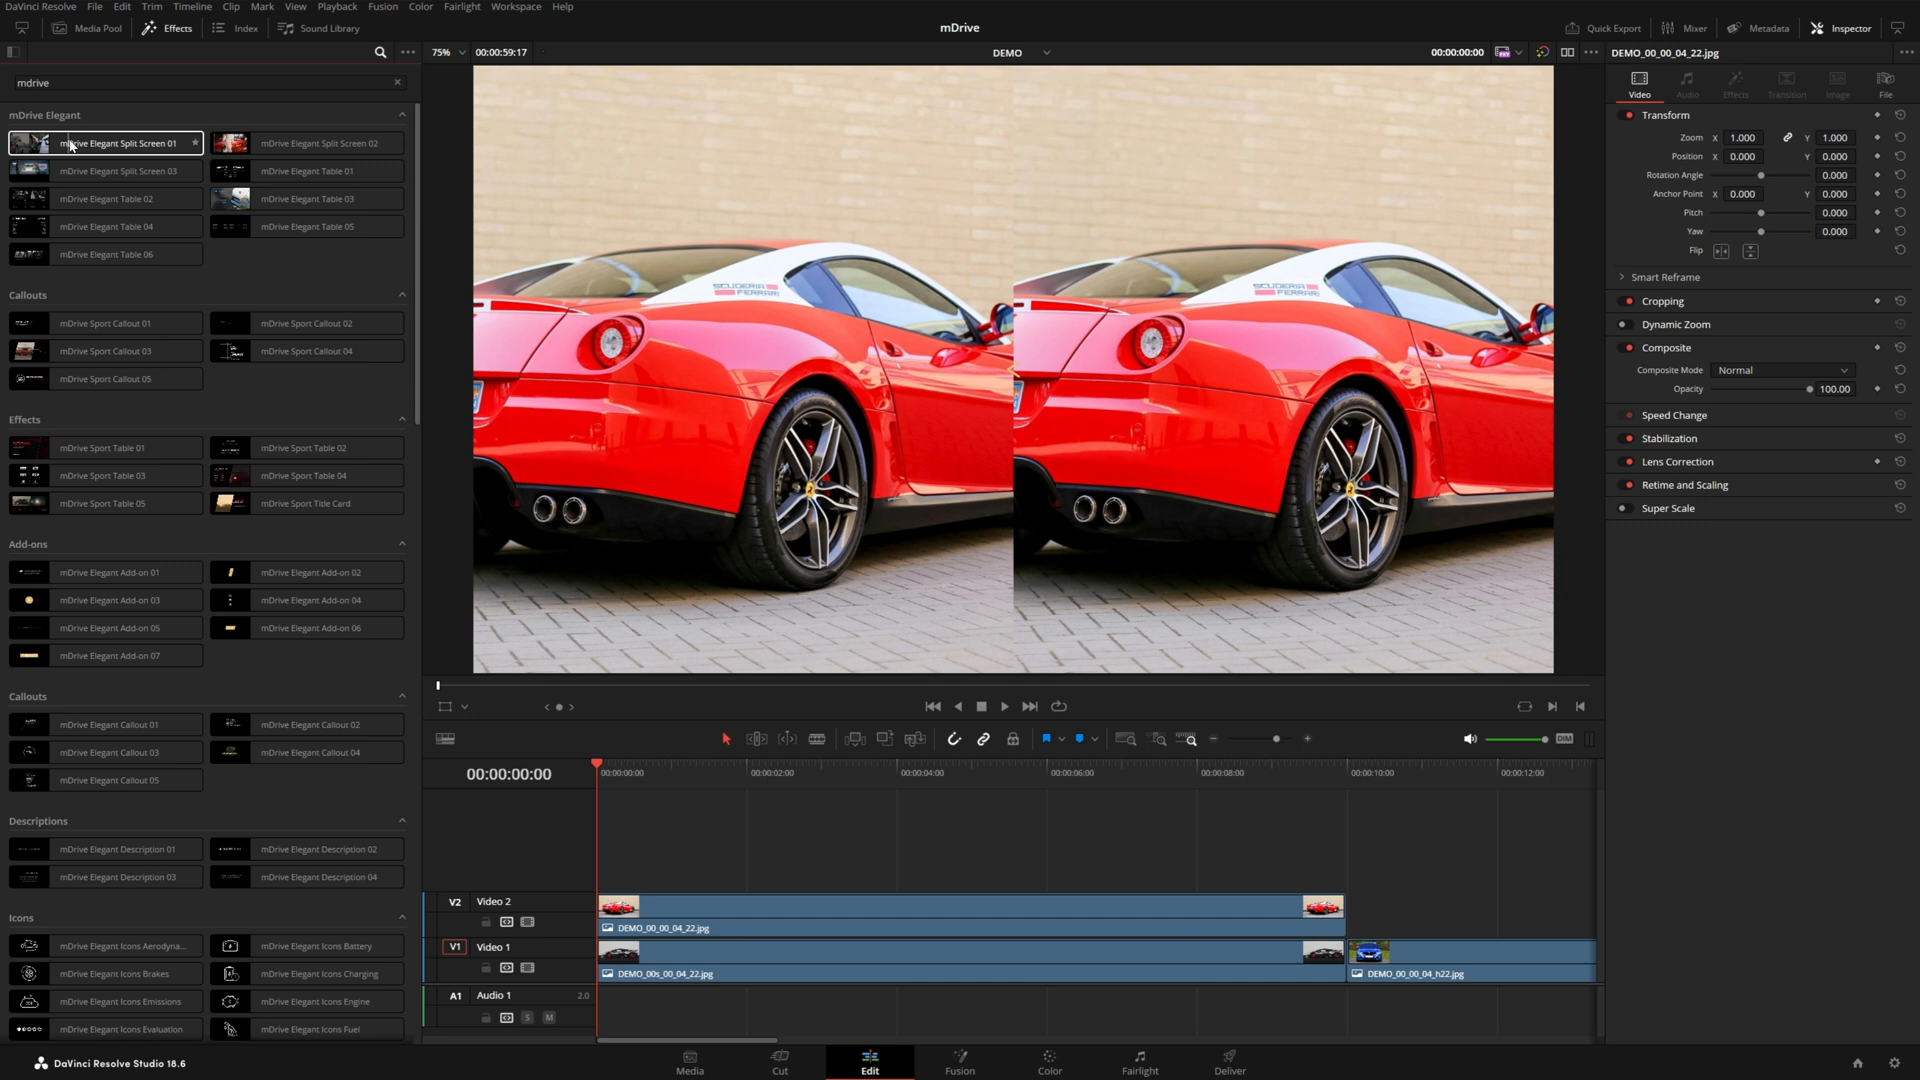 DaVinci Resolve File Edit Trim Timeline Clip Mark View Playback Fusion Color Fairlight Workspace Help
Media Pool Effects Index Sound Library mDrive Quick Export Mixer Metadata Inspector
75% 00:00:59:17 DEMO 00:00:00:00 DEMO_00_00_04_22.jpg
mdrive
Video Audio Effects Transition Image File
mDrive Elegant
mDrive Elegant Split Screen 01 mDrive Elegant Split Screen 02
mDrive Elegant Split Screen 03 mDrive Elegant Table 01
mDrive Elegant Table 02 mDrive Elegant Table 03
mDrive Elegant Table 04 mDrive Elegant Table 05
mDrive Elegant Table 06
Callouts
mDrive Sport Callout 01 mDrive Sport Callout 02
mDrive Sport Callout 03 mDrive Sport Callout 04
mDrive Sport Callout 05
Effects
mDrive Sport Table 01 mDrive Sport Table 02
mDrive Sport Table 03 mDrive Sport Table 04
mDrive Sport Table 05 mDrive Sport Title Card
Add-ons
mDrive Elegant Add-on 01 mDrive Elegant Add-on 02
mDrive Elegant Add-on 03 mDrive Elegant Add-on 04
mDrive Elegant Add-on 05 mDrive Elegant Add-on 06
mDrive Elegant Add-on 07
Callouts
mDrive Elegant Callout 01 mDrive Elegant Callout 02
mDrive Elegant Callout 03 mDrive Elegant Callout 04
mDrive Elegant Callout 05
Descriptions
mDrive Elegant Description 01 mDrive Elegant Description 02
mDrive Elegant Description 03 mDrive Elegant Description 04
Icons
mDrive Elegant Icons Aerodyna... mDrive Elegant Icons Battery
mDrive Elegant Icons Brakes mDrive Elegant Icons Charging
mDrive Elegant Icons Emissions mDrive Elegant Icons Engine
mDrive Elegant Icons Evaluation mDrive Elegant Icons Fuel
SCUDERIA
FERRARI
SCUDERIA
FERRARI
Transform
Zoom X 1.000 Y 1.000
Position X 0.000 Y 0.000
Rotation Angle 0.000
Anchor Point X 0.000 Y 0.000
Pitch 0.000
Yaw 0.000
Flip
Smart Reframe
Cropping
Dynamic Zoom
Composite
Composite Mode Normal
Opacity 100.00
Speed Change
Stabilization
Lens Correction
Retime and Scaling
Super Scale
DIM
00:00:00:00 00:00:00:00 00:00:02:00 00:00:04:00 00:00:06:00 00:00:08:00 00:00:10:00 00:00:12:00
V2 Video 2
DEMO_00_00_04_22.jpg
V1 Video 1
DEMO_00s_00_04_22.jpg DEMO_00_00_04_h22.jpg
A1 Audio 1 2.0
S M
DaVinci Resolve Studio 18.6
Media Cut Edit Fusion Color Fairlight Deliver